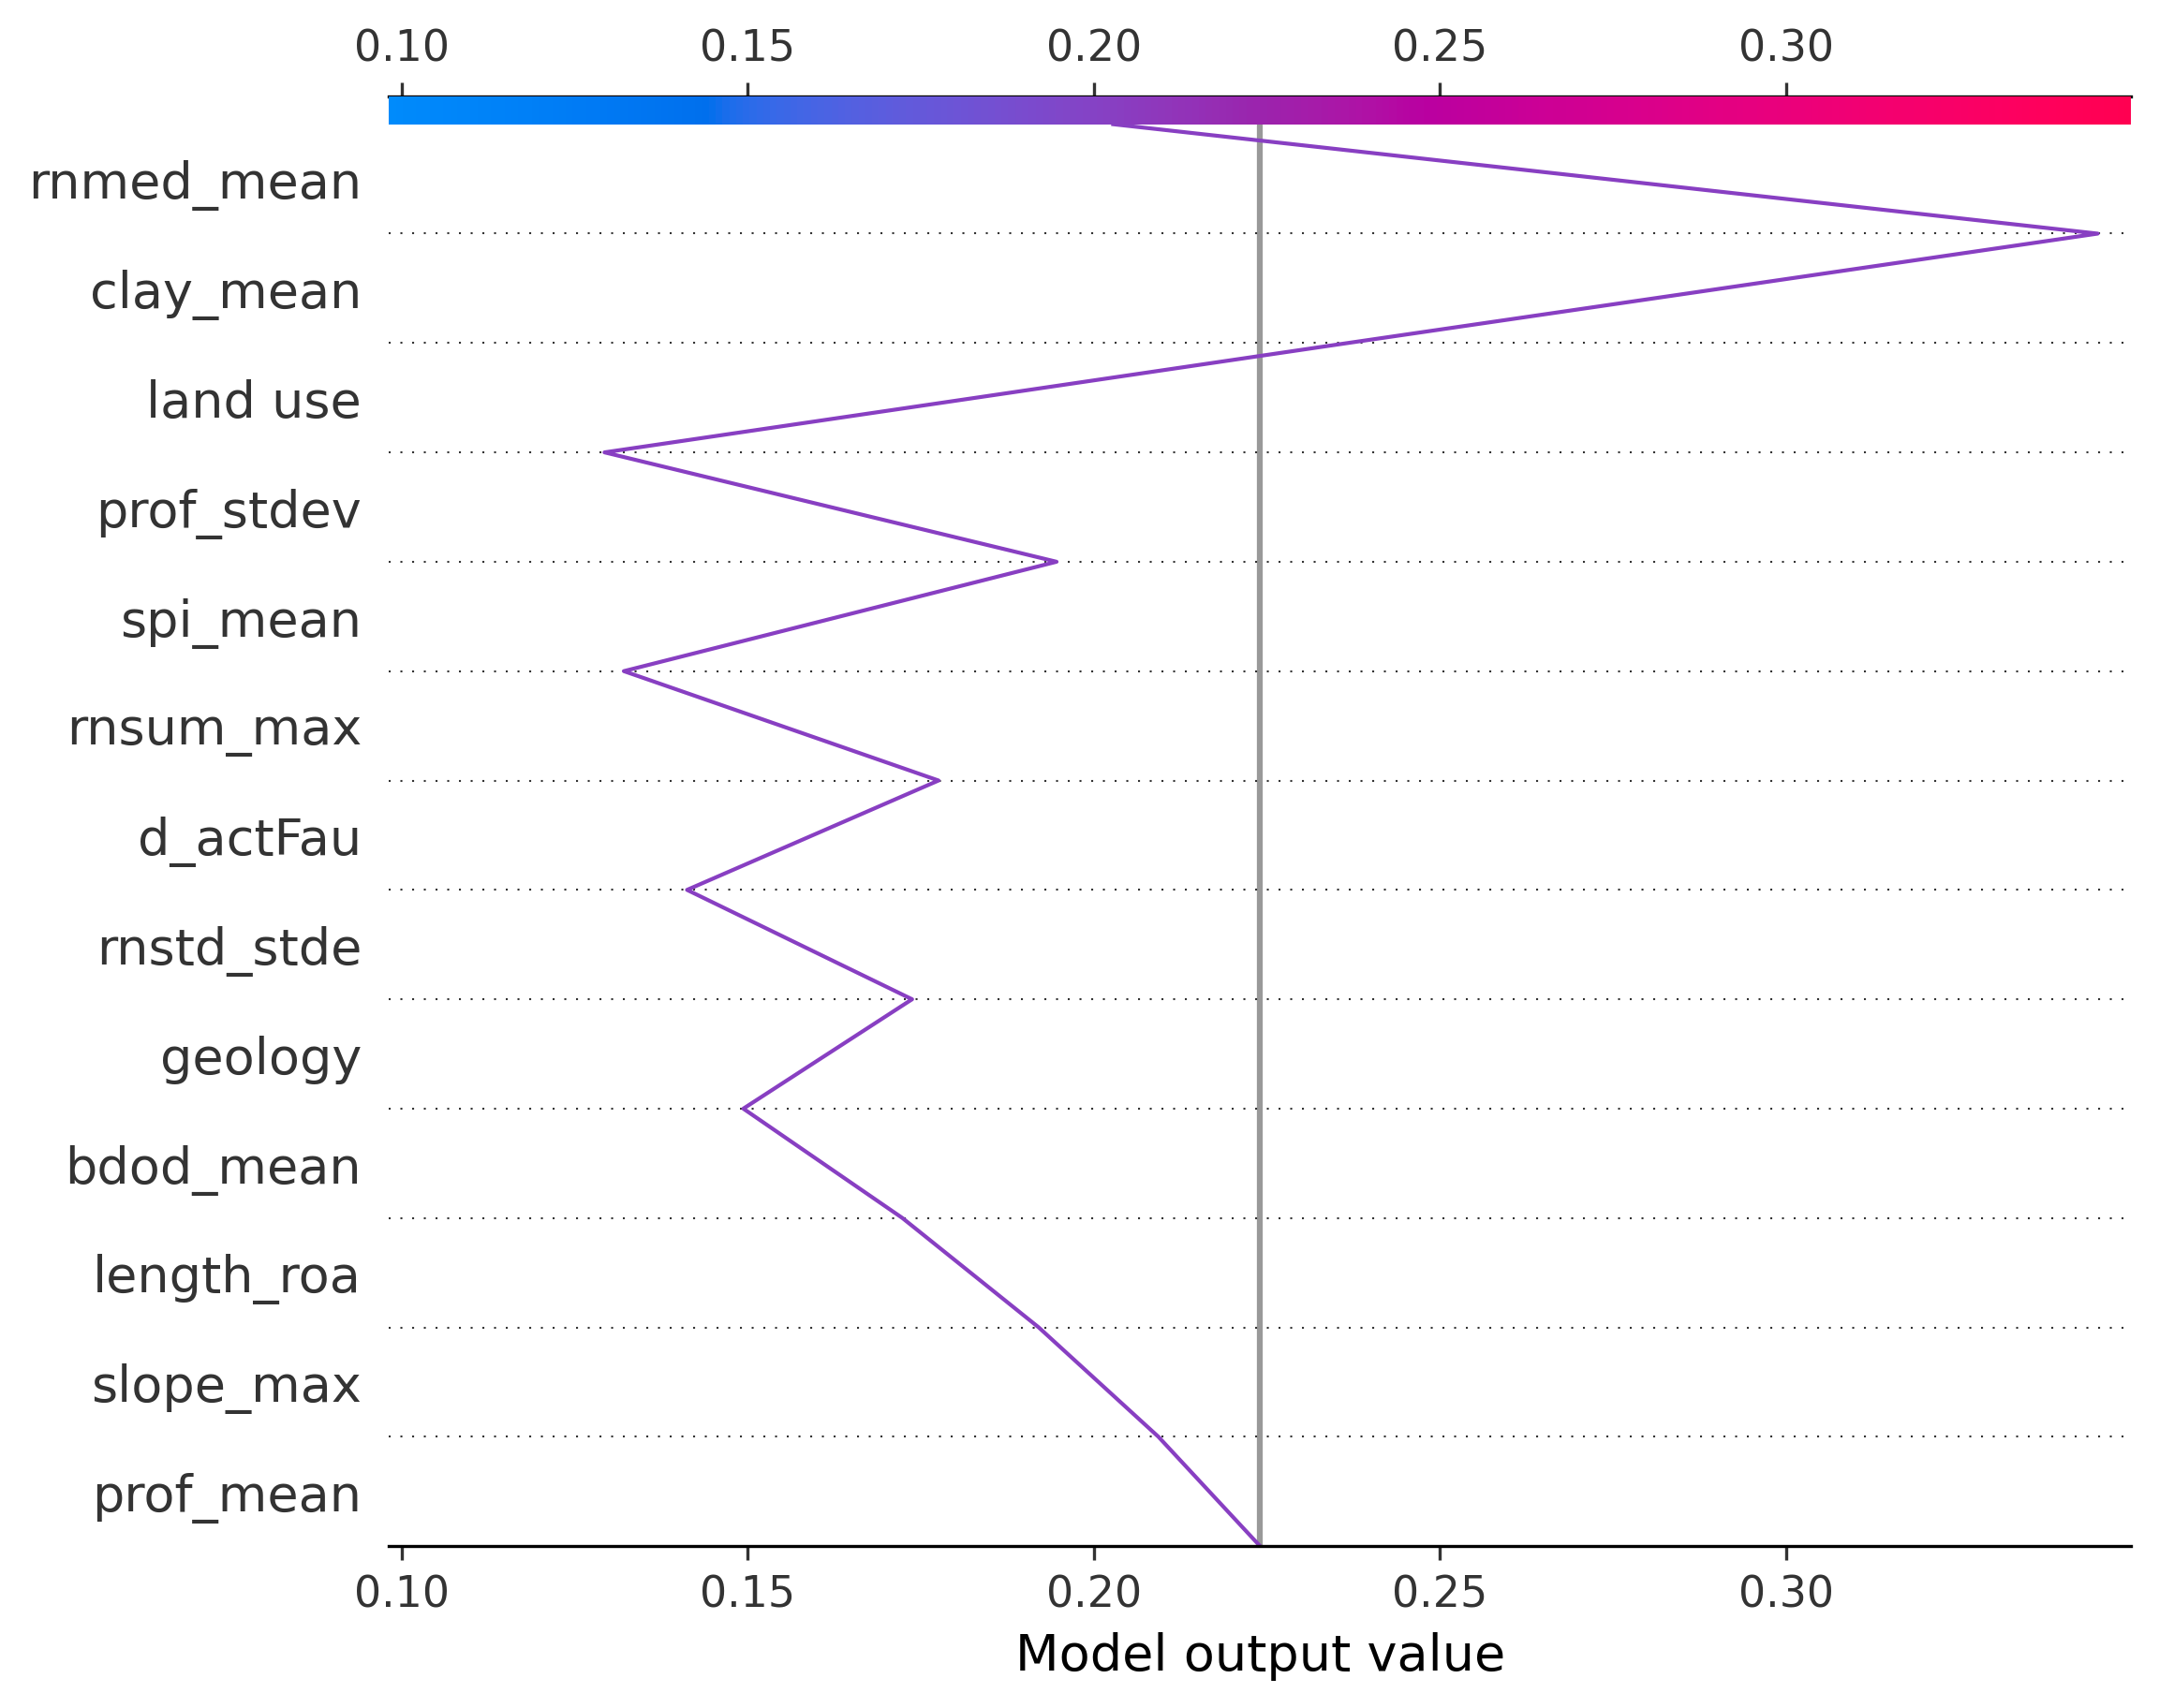 0.10 0.15 0.20 0.25 0.30
rnmed_mean
clay_mean
land use
prof_stdev
spi_mean
rnsum_max
d_actFau
rnstd_stde
geology
bdod_mean
length_roa
slope_max
prof_mean
0.10 0.15 0.20 0.25 0.30
Model output value